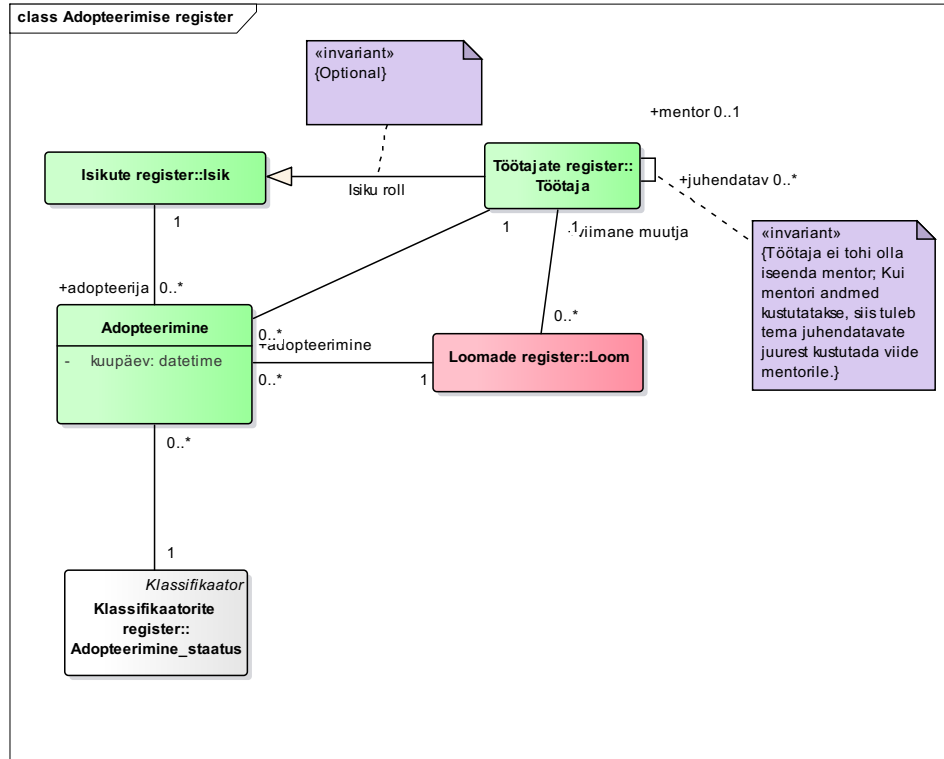 class Adopteerimise register
«invariant»
{Optional}
+mentor 0..1
Isikute register::Isik
Töötajate register::
Töötaja
+juhendatav 0..*
Isiku roll
1
1
1
viimane muutja
«invariant»
{Töötaja ei tohi olla
iseenda mentor; Kui
mentori andmed
kustutatakse, siis tuleb
tema juhendatavate
juurest kustutada viide
mentorile.}
+adopteerija 0..*
Adopteerimine
- kuupäev: datetime
0..*
+adopteerimine
0..*
0..*
Loomade register::Loom
1
0..*
1
Klassifikaator
Klassifikaatorite
register::
Adopteerimine_staatus